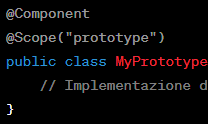 @Component
@Scope("prototype")
public class MyPrototype
// Implementazione d
}